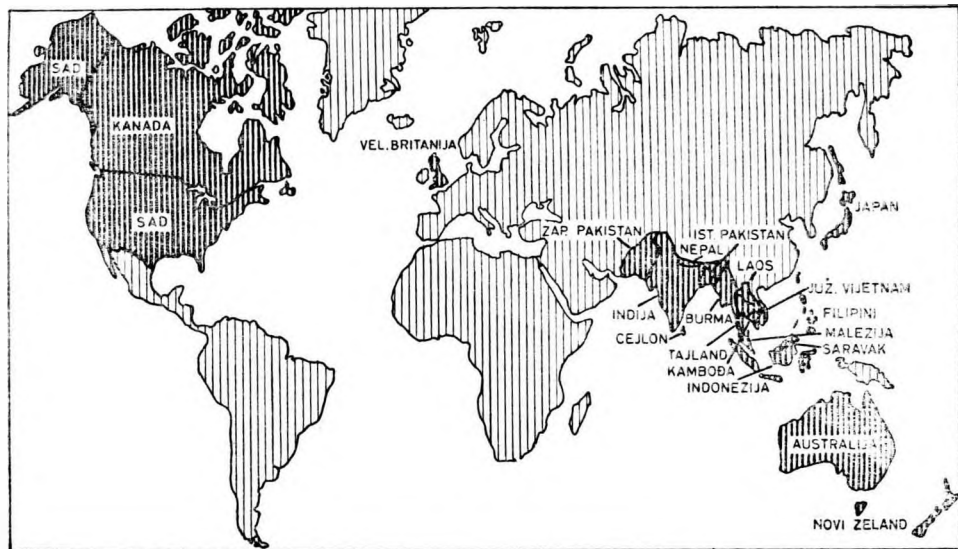 SAD
KANADA
SAD
VEL. BRITANIJA
JAPAN
ZAP. PAKISTAN
IST. PAKISTAN
NEPAL
LAOS
JUŽ. VIJETNAM
INDIJA
BURMA
FILIPINI
CEJLON
MALEZIJA
TAJLAND
SARAVAK
KAMBOĐA
INDONEZIJA
AUSTRALIJA
NOVI ZELAND